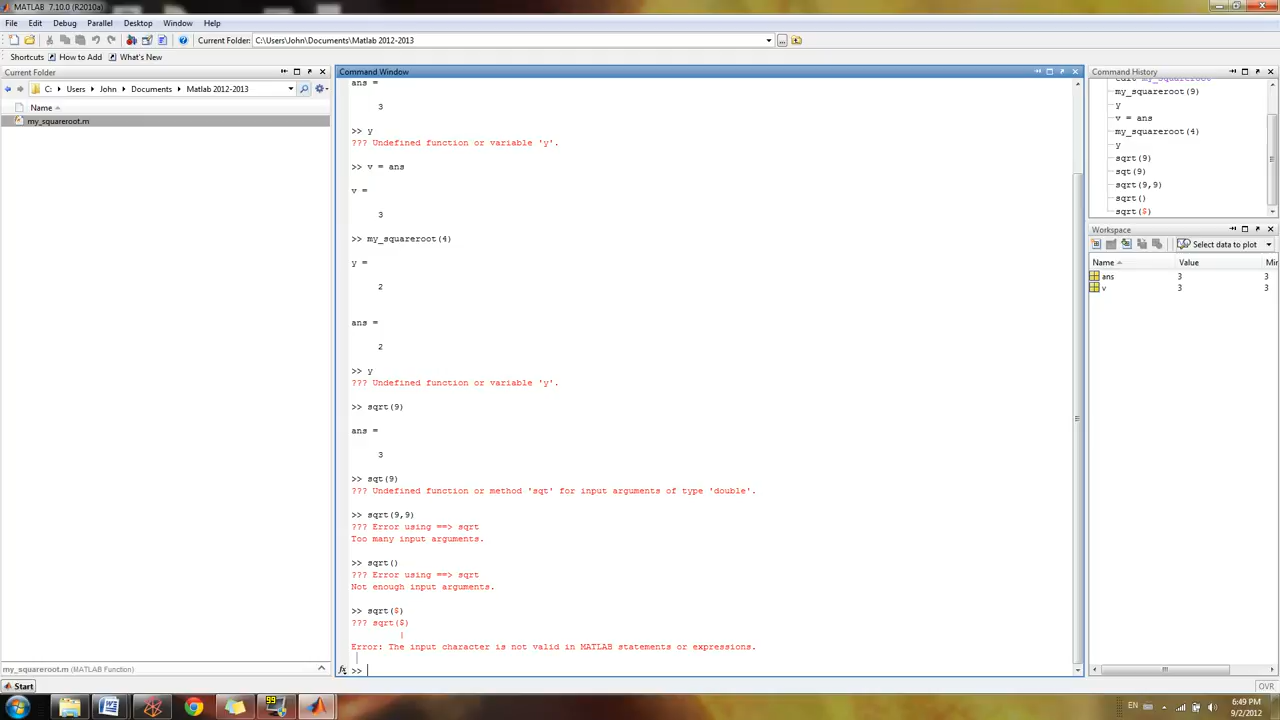 MATLAB 7.10.0 (R2010a)
File Edit Debug Parallel Desktop Window Help
Current Folder: C:\Users\John\Documents\Matlab 2012-2013
Shortcuts How to Add What's New
Current Folder
C: Users John Documents Matlab 2012-2013
Name
my_squareroot.m
my_squareroot.m (MATLAB Function)
Command Window
ans =
3
>> y
??? Undefined function or variable 'y'.
>> v = ans
v =
3
>> my_squareroot(4)
y =
2
ans =
2
>> y
??? Undefined function or variable 'y'.
>> sqrt(9)
ans =
3
>> sqt(9)
??? Undefined function or method 'sqt' for input arguments of type 'double'.
>> sqrt(9,9)
??? Error using ==> sqrt
Too many input arguments.
>> sqrt()
??? Error using ==> sqrt
Not enough input arguments.
>> sqrt($)
??? sqrt($)
|
Error: The input character is not valid in MATLAB statements or expressions.
fx >>
Command History
edit my_squareroot
my_squareroot(9)
y
v = ans
my_squareroot(4)
y
sqrt(9)
sqt(9)
sqrt(9,9)
sqrt()
sqrt($)
Workspace
Select data to plot
Name Value Min
ans 3 3
v 3 3
Start
OVR
EN 6:49 PM
9/2/2012